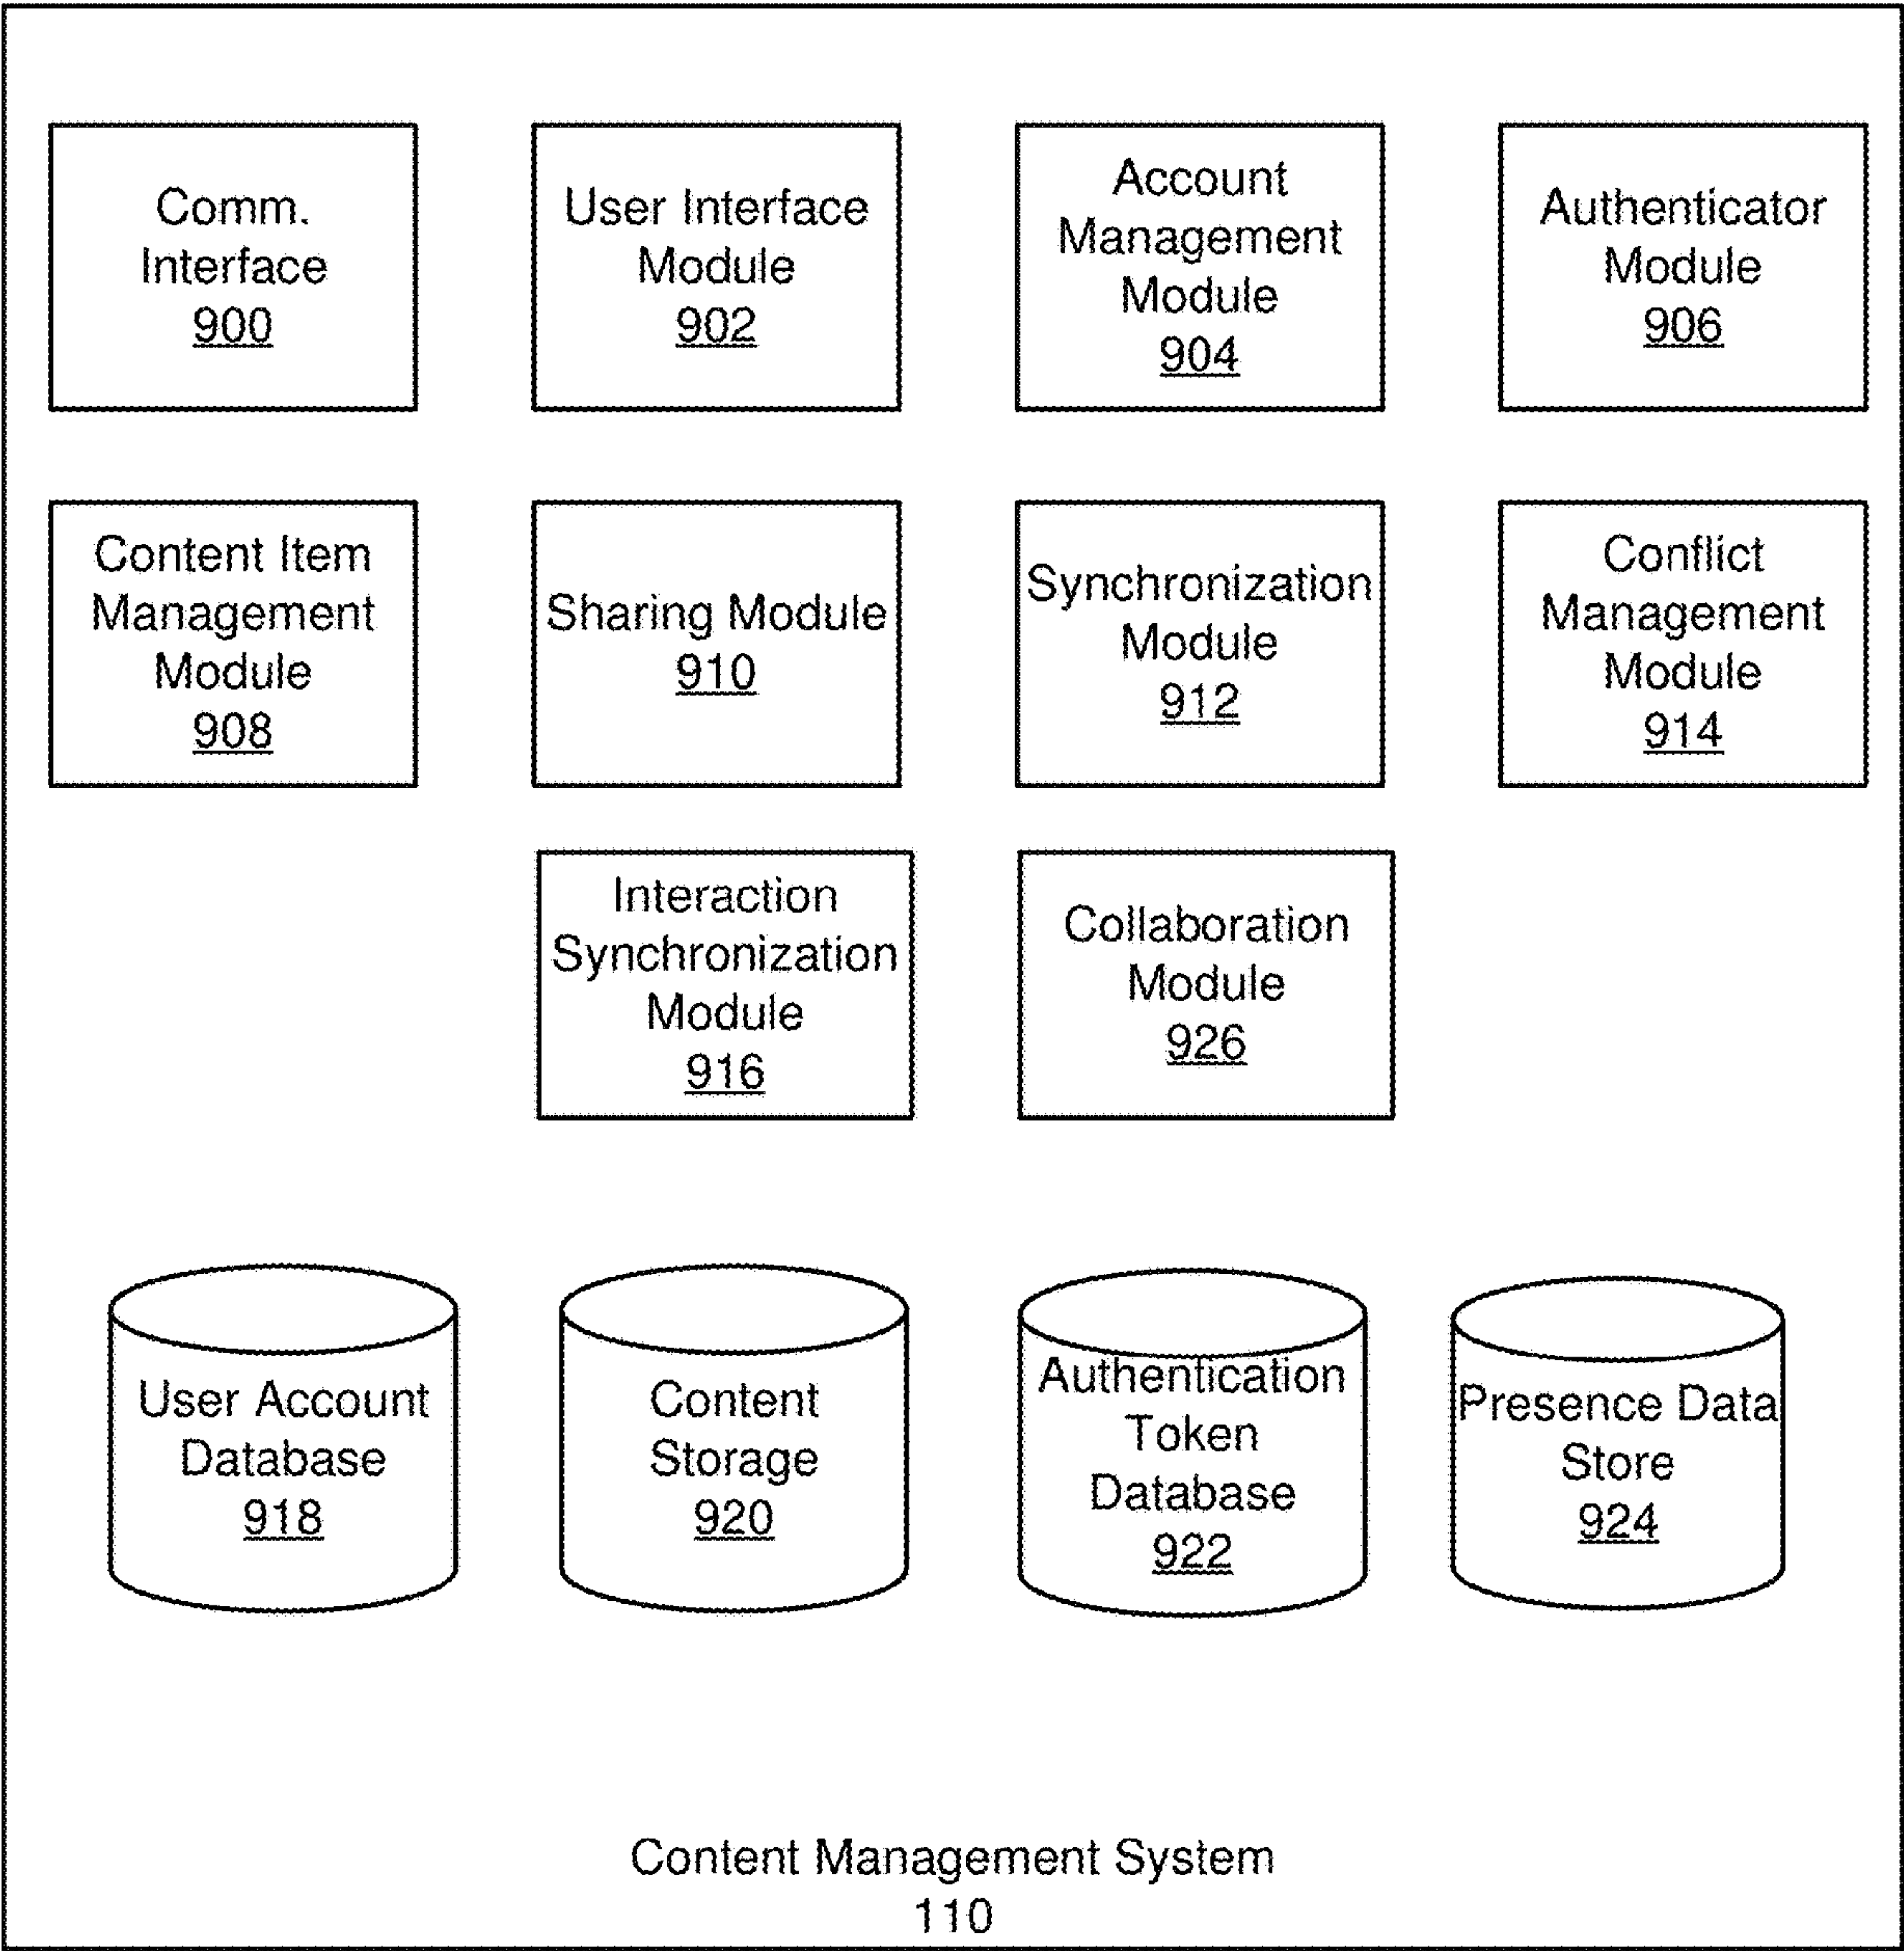 Comm.
Interface
900
User Interface
Module
902
Account
Management
Module
904
Authenticator
Module
906
Content Item
Management
Module
908
Sharing Module
910
Synchronization
Module
912
Conflict
Management
Module
914
Interaction
Synchronization
Module
916
Collaboration
Module
926
User Account
Database
918
Content
Storage
920
Authentication
Token
Database
922
Presence Data
Store
924
Content Management System
110